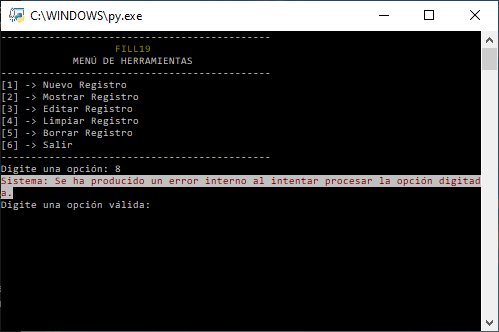 C:\WINDOWS\py.exe
---------------------------------------------
FILL19
MENÚ DE HERRAMIENTAS
---------------------------------------------
[1] -> Nuevo Registro
[2] -> Mostrar Registro
[3] -> Editar Registro
[4] -> Limpiar Registro
[5] -> Borrar Registro
[6] -> Salir
---------------------------------------------
Digite una opción: 8
Sistema: Se ha producido un error interno al intentar procesar la opción digitad
a.
Digite una opción válida: